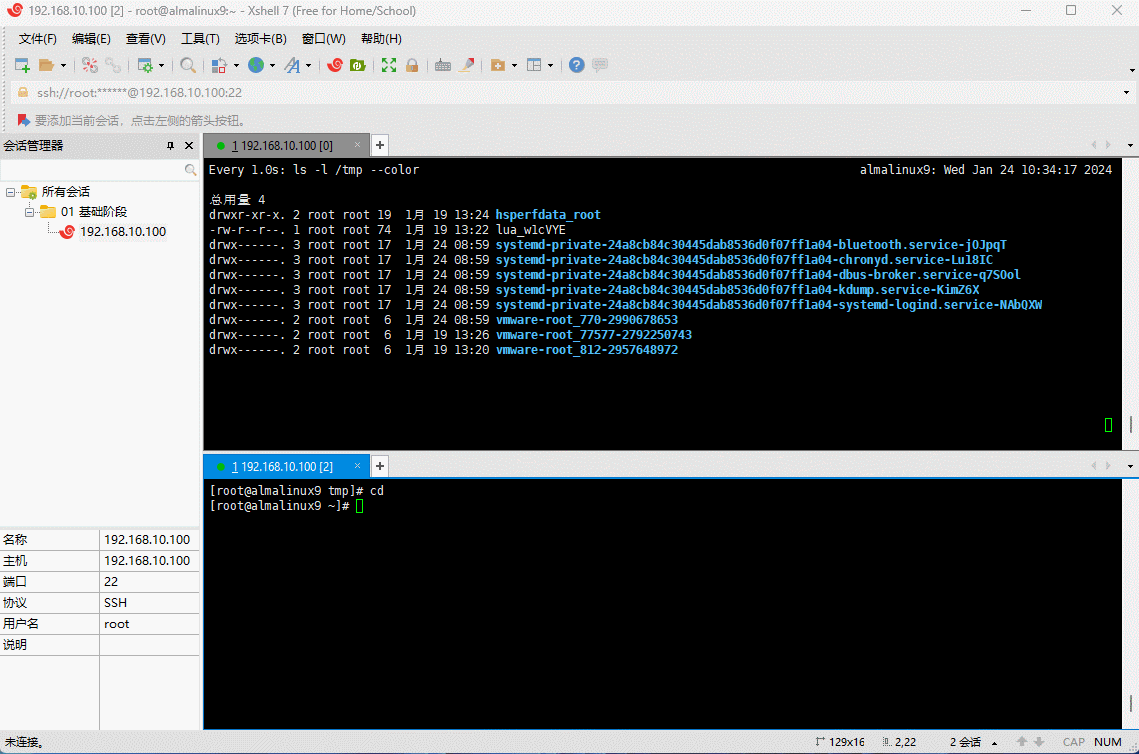 192.168.10.100 [2] - root@almalinux9:~ - Xshell 7 (Free for Home/School)
文件(F) 编辑(E) 查看(V) 工具(T) 选项卡(B) 窗口(W) 帮助(H)
ssh://root:******@192.168.10.100:22
要添加当前会话，点击左侧的箭头按钮。
会话管理器
所有会话
01 基础阶段
192.168.10.100
名称 192.168.10.100
主机 192.168.10.100
端口 22
协议 SSH
用户名 root
说明
1 192.168.10.100 [0]
Every 1.0s: ls -l /tmp --color almalinux9: Wed Jan 24 10:34:17 2024
总用量 4
drwxr-xr-x. 2 root root 19 1月 19 13:24 hsperfdata_root
-rw-r--r--. 1 root root 74 1月 19 13:22 lua_w1cVYE
drwx------. 3 root root 17 1月 24 08:59 systemd-private-24a8cb84c30445dab8536d0f07ff1a04-bluetooth.service-jOJpqT
drwx------. 3 root root 17 1月 24 08:59 systemd-private-24a8cb84c30445dab8536d0f07ff1a04-chronyd.service-Lul8IC
drwx------. 3 root root 17 1月 24 08:59 systemd-private-24a8cb84c30445dab8536d0f07ff1a04-dbus-broker.service-q7SOol
drwx------. 3 root root 17 1月 24 08:59 systemd-private-24a8cb84c30445dab8536d0f07ff1a04-kdump.service-KimZ6X
drwx------. 3 root root 17 1月 24 08:59 systemd-private-24a8cb84c30445dab8536d0f07ff1a04-systemd-logind.service-NAbQXW
drwx------. 2 root root 6 1月 24 08:59 vmware-root_770-2990678653
drwx------. 2 root root 6 1月 19 13:26 vmware-root_77577-2792250743
drwx------. 2 root root 6 1月 19 13:20 vmware-root_812-2957648972
1 192.168.10.100 [2]
[root@almalinux9 tmp]# cd
[root@almalinux9 ~]#
未连接。 129x16 2,22 2 会话 CAP NUM